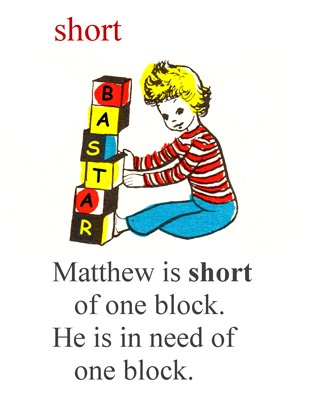 short
B
A
S
T
A
R
Matthew is short
of one block.
He is in need of
one block.